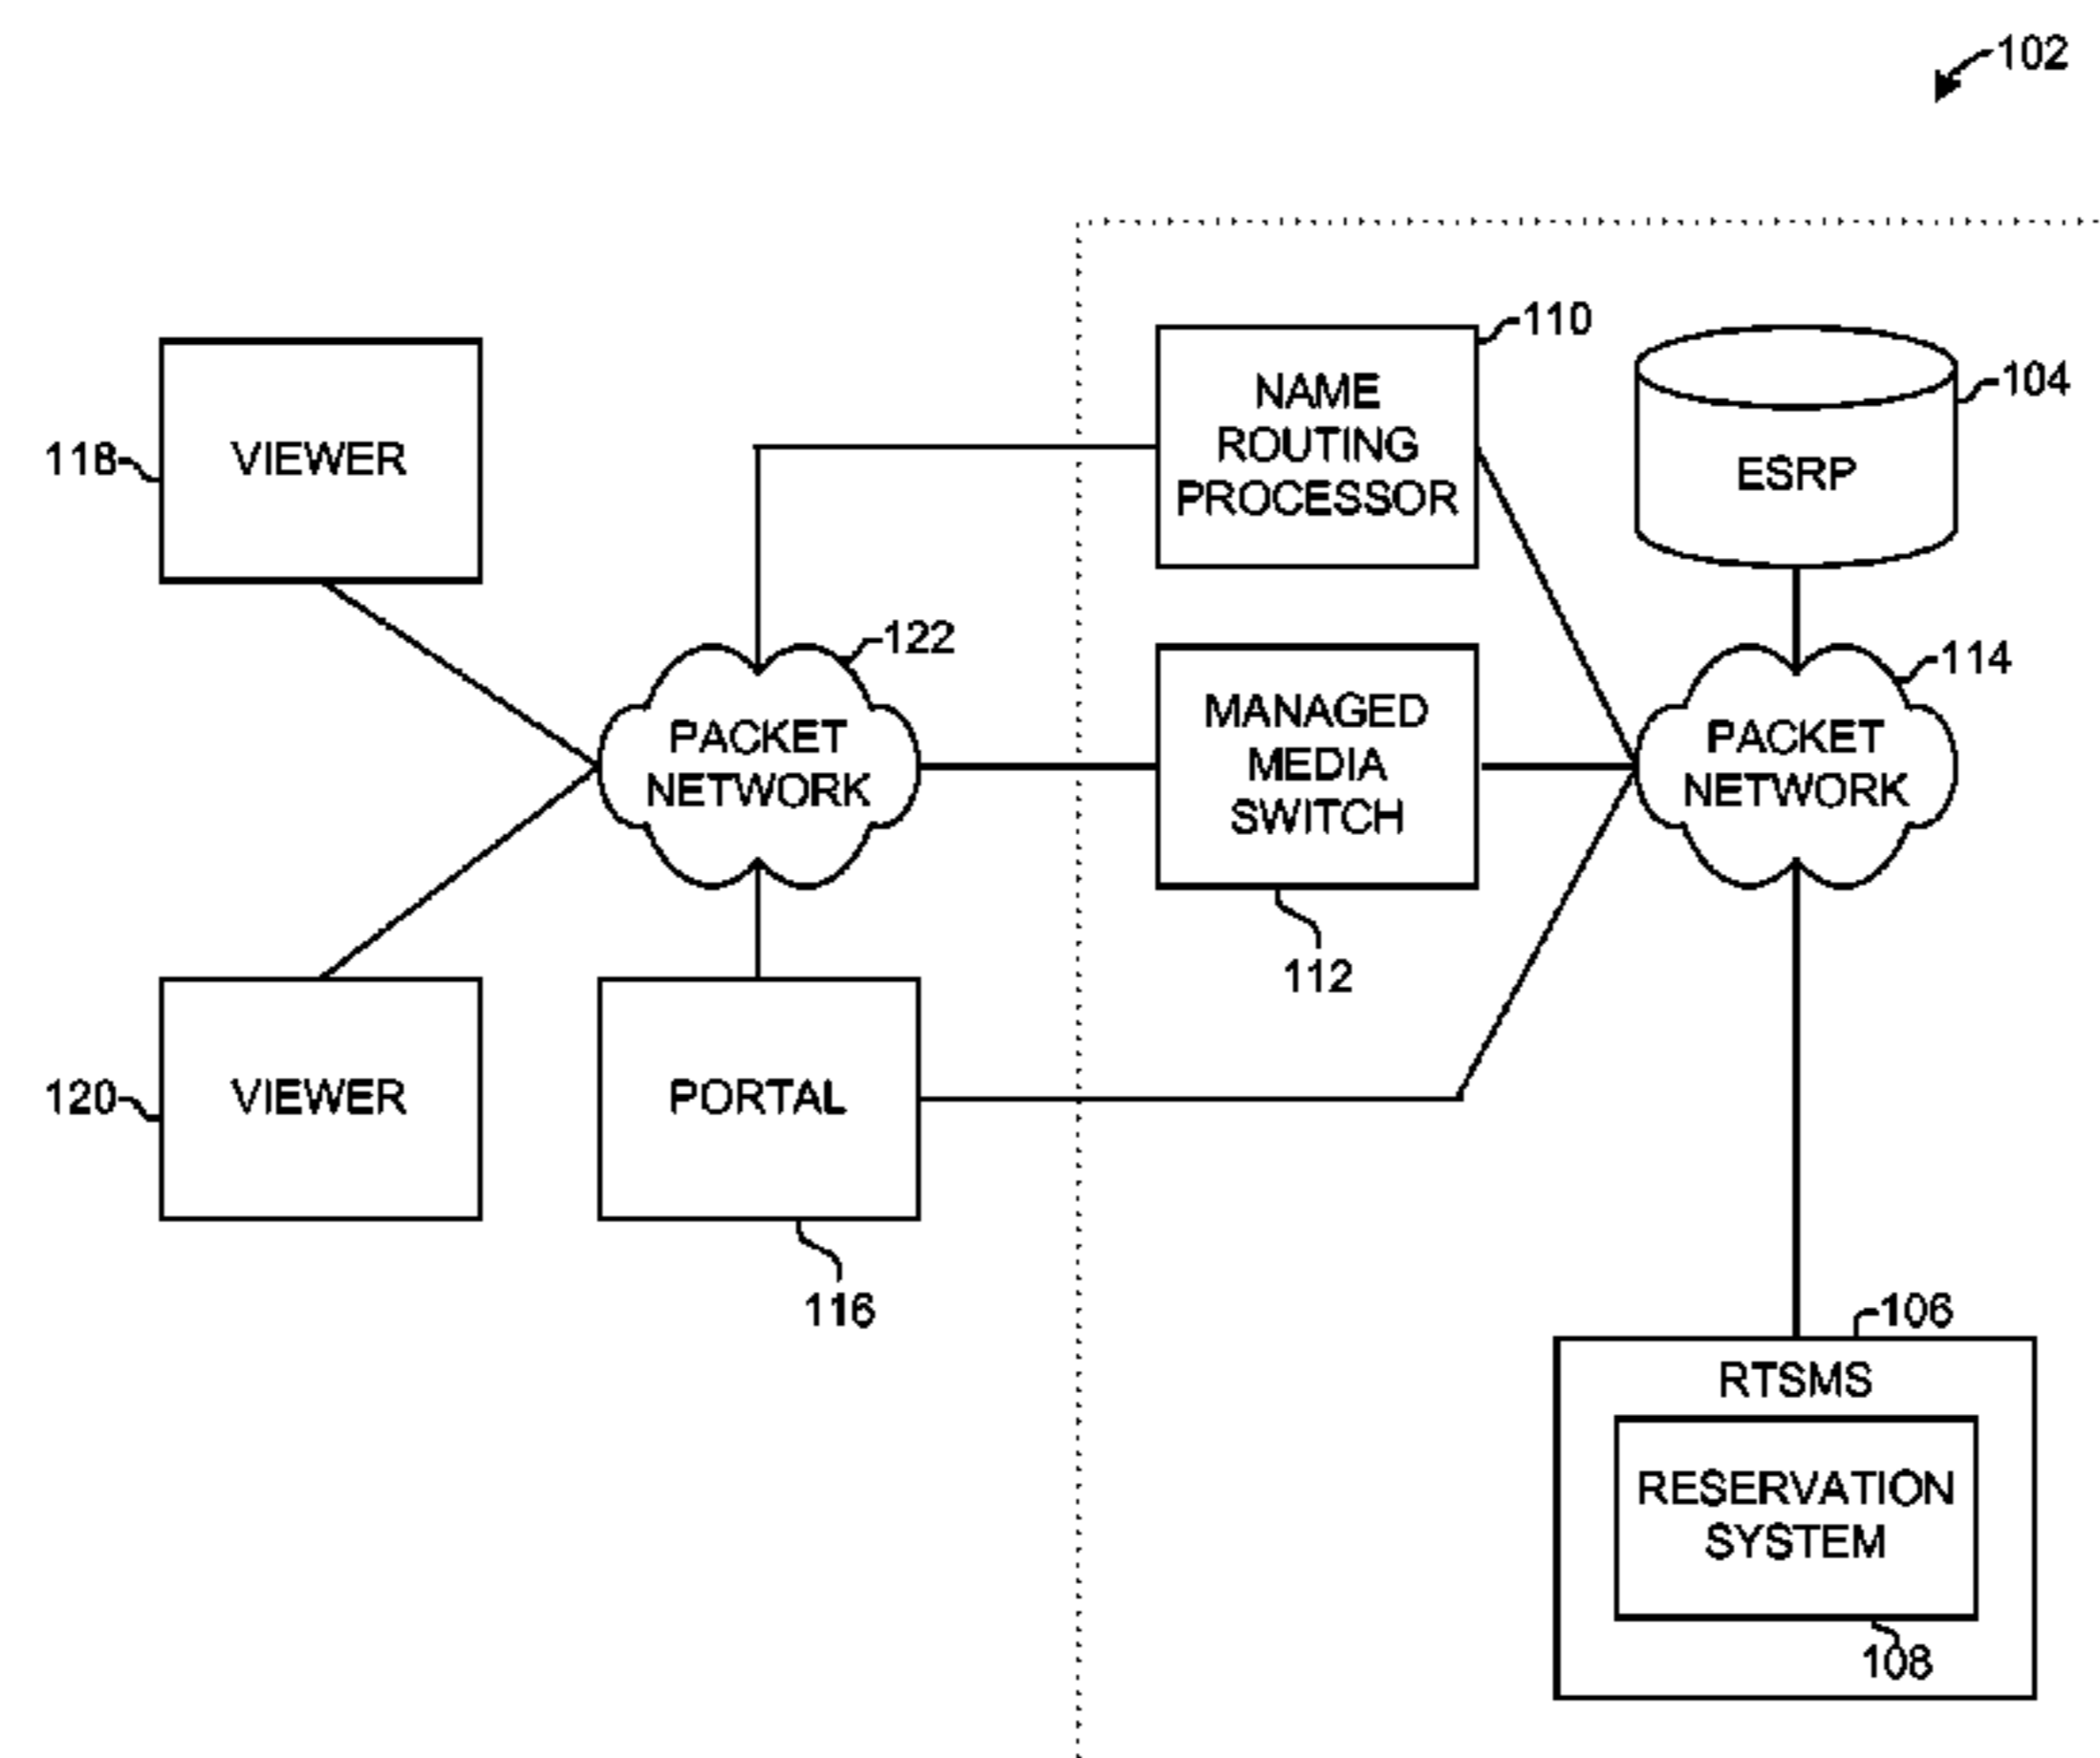 102
110
NAME
ROUTING
PROCESSOR
104
ESRP
118
VIEWER
122
PACKET
NETWORK
MANAGED
MEDIA
SWITCH
112
114
PACKET
NETWORK
120
VIEWER
PORTAL
116
106
RTSMS
RESERVATION
SYSTEM
108